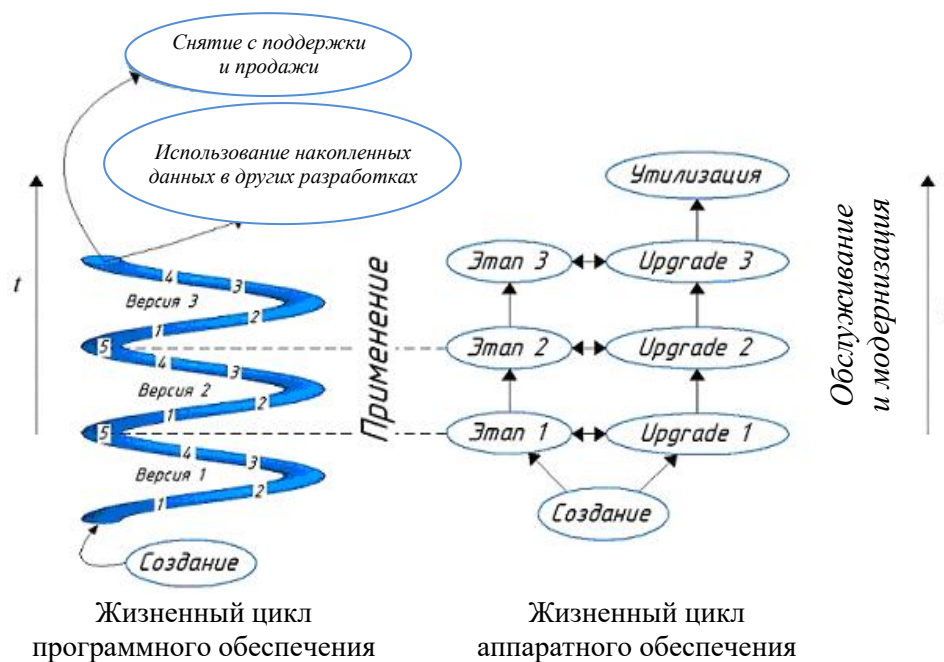 Снятие с поддержки
и продажи
Использование накопленных
данных в других разработках
t
4
3
Версия 3
1
2
5
4
3
Версия 2
1
2
5
4
3
Версия 1
1
2
Создание
Жизненный цикл
программного обеспечения
Применение
Утилизация
Этап 3
Upgrade 3
Этап 2
Upgrade 2
Этап 1
Upgrade 1
Создание
Жизненный цикл
аппаратного обеспечения
Обслуживание
и модернизация